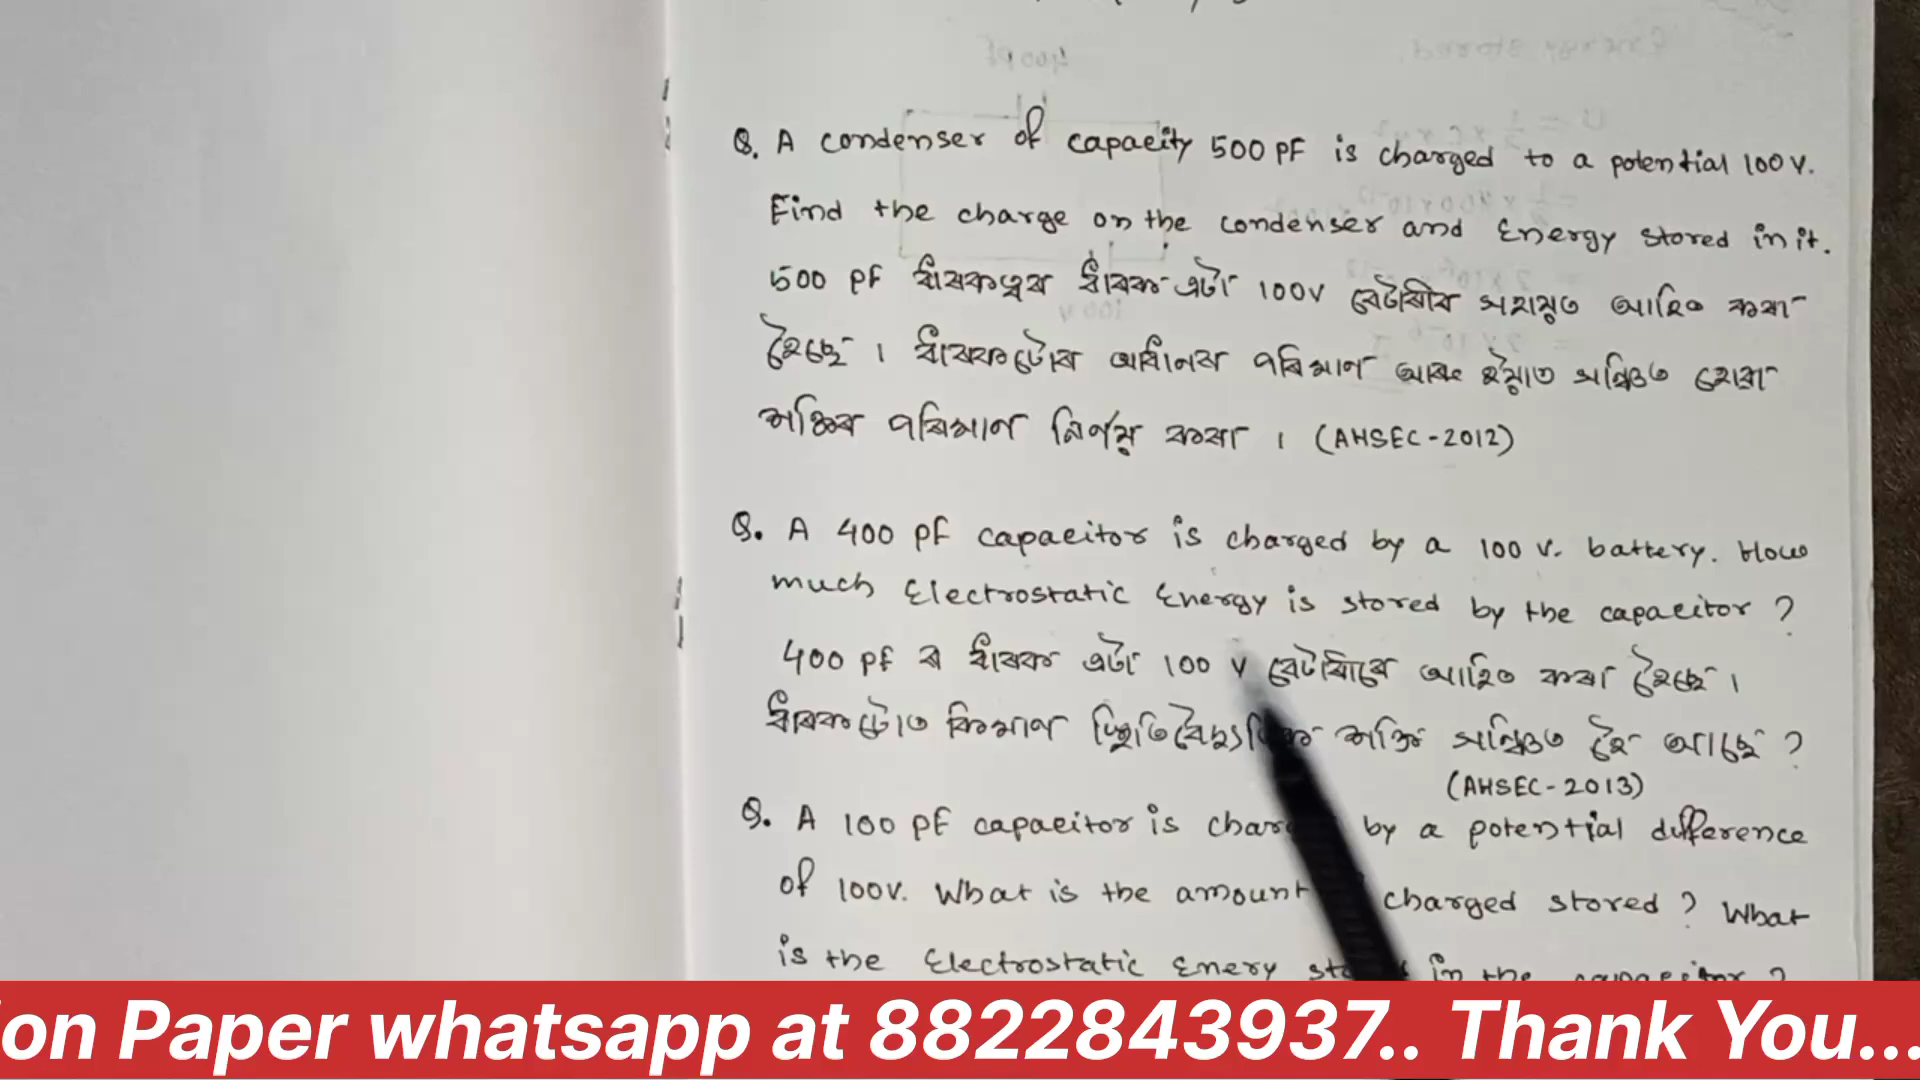 Q. A condenser of capacity 500 PF is charged to a potential 100 V.
Find the charge on the condenser and Energy stored in it.
500 PF ধাৰকত্বৰ ধাৰক এটা 100V বেটাৰীৰ সহায়ত আহিত কৰা
হৈছে । ধাৰকটোৰ আধানৰ পৰিমাণ আৰু ইয়াত সঞ্চিত হোৱা
শক্তিৰ পৰিমাণ নিৰ্ণয় কৰা । (AHSEC-2012)
Q. A 400 PF capacitor is charged by a 100 V. battery. How
much Electrostatic Energy is stored by the capacitor ?
400 PF ৰ ধাৰক এটা 100 V বেটাৰিৰে আহিত কৰা হৈছে ।
ধাৰকটোত কিমান শক্তি সঞ্চিত হৈ আছে ?
(AHSEC-2013)
Q. A 100 PF capacitor is by a potential difference
of 100V. What is the amount charged stored ? What
is the Electrostatic Enery in the capacitor ?
ion Paper whatsapp at 8822843937.. Thank You...